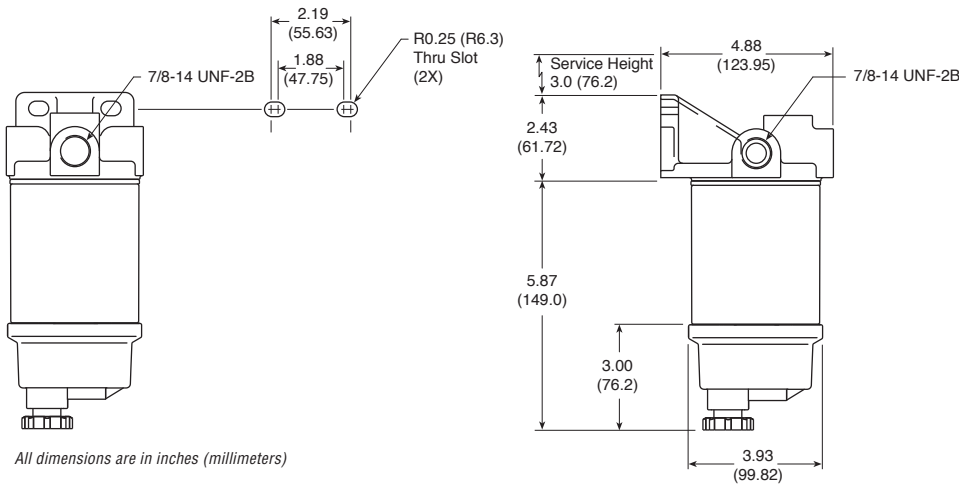 2.19
(55.63)
1.88
(47.75)
R0.25 (R6.3)
Thru Slot
(2X)
7/8-14 UNF-2B
Service Height
3.0 (76.2)
4.88
(123.95)
7/8-14 UNF-2B
2.43
(61.72)
5.87
(149.0)
3.00
(76.2)
3.93
(99.82)
All dimensions are in inches (millimeters)